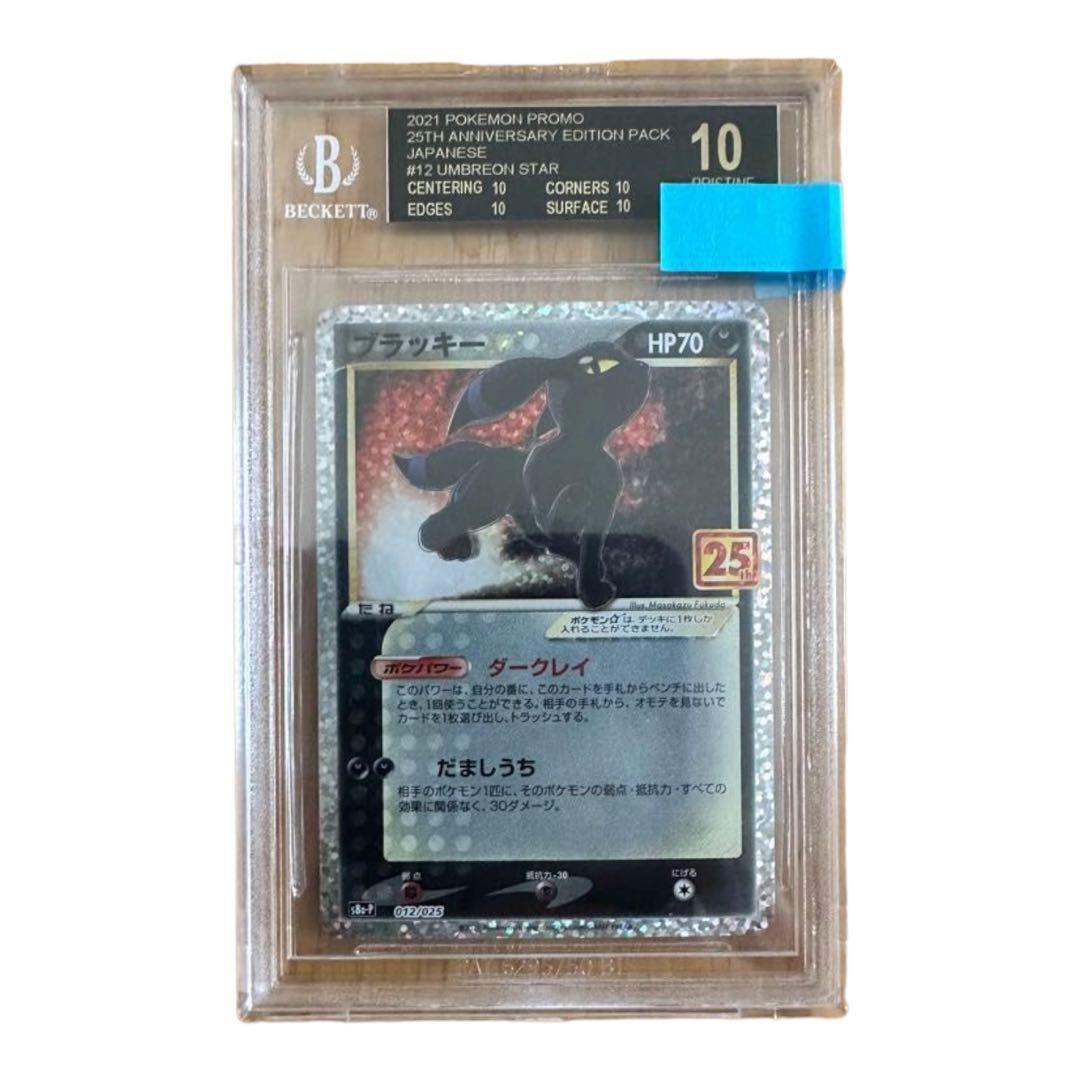 2021 POKEMON PROMO
25TH ANNIVERSARY EDITION PACK
JAPANESE
#12 UMBREON STAR
CENTERING 10 CORNERS 10
EDGES 10 SURFACE 10
10
PRISTINE
B
BECKETT®
ブラッキー
HP70
25th
たね
Illus. Masakazu Fukuda
ポケモン☆は、デッキに1枚しか
入れることができません。
ポケパワー ダークレイ
このパワーは、自分の番に、このカードを手札からベンチに出した
とき、1回使うことができる。相手の手札から、オモテを見ないで
カードを1枚選び出し、トラッシュする。
だましうち
相手のポケモン1匹に、そのポケモンの弱点・抵抗力・すべての
効果に関係なく、30ダメージ。
弱点 抵抗力 -30 にげる
s8a-P 012/025